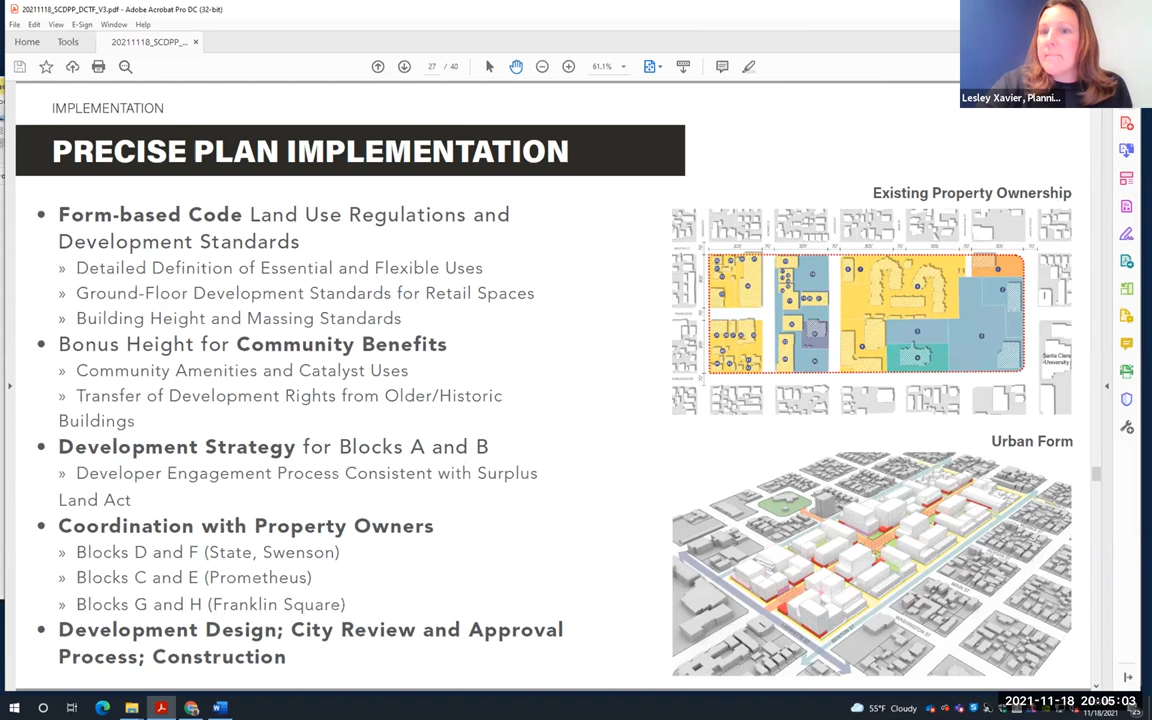 20211118_SCDPP_DCTF_V3.pdf - Adobe Acrobat Pro DC (32-bit)
File Edit View E-Sign Window Help
Home Tools 20211118_SCDPP_... ×
27 / 40 61.1%
Lesley Xavier, Planni...
IMPLEMENTATION
PRECISE PLAN IMPLEMENTATION
• Form-based Code Land Use Regulations and
Development Standards
» Detailed Definition of Essential and Flexible Uses
» Ground-Floor Development Standards for Retail Spaces
» Building Height and Massing Standards
• Bonus Height for Community Benefits
» Community Amenities and Catalyst Uses
» Transfer of Development Rights from Older/Historic
Buildings
• Development Strategy for Blocks A and B
» Developer Engagement Process Consistent with Surplus
Land Act
• Coordination with Property Owners
» Blocks D and F (State, Swenson)
» Blocks C and E (Prometheus)
» Blocks G and H (Franklin Square)
• Development Design; City Review and Approval
Process; Construction
Existing Property Ownership
Santa Clara
University
Urban Form
MAIN ST
WASHINGTON ST
55°F Cloudy
2021-11-18 20:05:03
11/18/2021